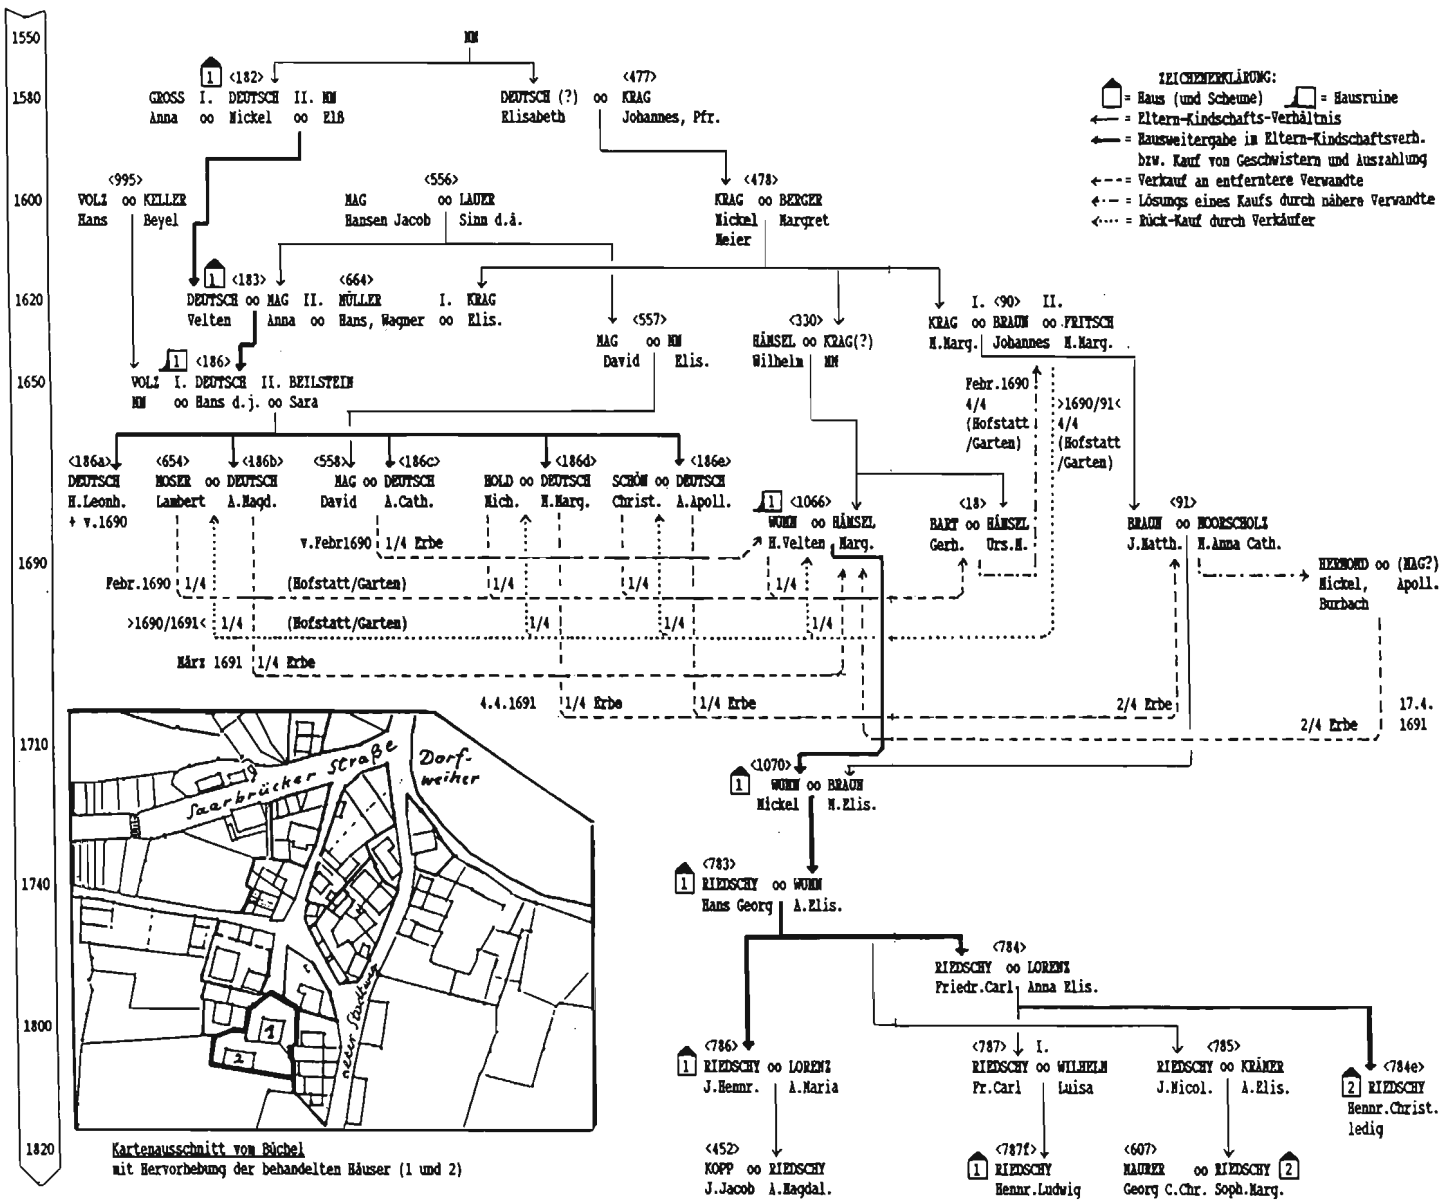 1550
NN
1
<182>
<477>
1580
GROSS I. DEUTSCH II. NN
DEUTSCH (?) oo KRAG
Anna oo Nickel oo Elß
Elisabeth Johannes, Pfr.
ZEICHENERKLÄRUNG:
= Haus (und Scheune) = Hausruine
= Eltern-Kindschafts-Verhältnis
= Hausweitergabe in Eltern-Kindschaftsverh.
bzw. Kauf von Geschwistern und Auszahlung
= Verkauf an entferntere Verwandte
= Lösungs eines Kaufs durch nähere Verwandte
= Rück-Kauf durch Verkäufer
<995>
<556>
<478>
1600
VOLZ oo KELLER
MAG oo LAUER
KRAG oo BERGER
Hans Beyel
Hansen Jacob Sinn d.ä.
Nickel Margret
Meier
1
<183>
<664>
1620
DEUTSCH oo MAG II. MÜLLER I. KRAG
Velten Anna oo Hans, Wagner oo Elis.
I. <90> II.
KRAG oo BRAUN oo FRITSCH
M.Marg. Johannes M.Marg.
<557>
MAG oo NN
David Elis.
<330>
HÄMSEL oo KRAG(?)
Wilhelm NN
1
<186>
1650
VOLZ I. DEUTSCH II. BEILSTEIN
NN oo Hans d.j. oo Sara
Febr.1690
4/4
(Hofstatt
/Garten)
>1690/91<
4/4
(Hofstatt
/Garten)
<186a>
<654>
<186b>
<558>
<186c>
<186d>
<186e>
DEUTSCH
MOSER oo DEUTSCH
MAG oo DEUTSCH
HOLD oo DEUTSCH
SCHÖN oo DEUTSCH
H.Leonh.
Lambert A.Magd.
David A.Cath.
Mich. M.Marg.
Christ. A.Apoll.
+ v.1690
1
<1066>
<18>
<91>
WUNN oo HÄMSEL
BART oo HÄMSEL
BRAUN oo MOORSCHOLZ
H.Velten Marg.
Gerh. Urs.M.
J.Matth. M.Anna Cath.
v.Febr1690 1/4 Erbe
1690
HERMOND oo (MAG?)
Nickel, Apoll.
Burbach
Febr.1690 1/4 (Hofstatt/Garten) 1/4 1/4 1/4
>1690/1691< 1/4 (Hofstatt/Garten) 1/4 1/4 1/4
März 1691 1/4 Erbe
4.4.1691 1/4 Erbe 1/4 Erbe 2/4 Erbe
17.4.
2/4 Erbe 1691
1710
<1070>
1
WUNN oo BRAUN
Nickel M.Elis.
Saarbrücker Straße
Dorf-
weiher
neuer Stadtweg
1
2
<783>
1740
1
RIEDSCHY oo WUNN
Hans Georg A.Elis.
<784>
RIEDSCHY oo LORENZ
Friedr.Carl Anna Elis.
1800
<786>
<787> I.
<785>
<784e>
1
RIEDSCHY oo LORENZ
RIEDSCHY oo WILHELM
RIEDSCHY oo KRÄMER
J.Hennr. A.Maria
Fr.Carl Luisa
J.Nicol. A.Elis.
2
RIEDSCHY
Hennr.Christ.
ledig
1820
<452>
<787f>
<607>
KOPP oo RIEDSCHY
1
RIEDSCHY
MAURER oo RIEDSCHY
2
J.Jacob A.Magdal.
Hennr.Ludwig
Georg C.Chr. Soph.Marg.
Kartenausschnitt vom Büchel
mit Hervorhebung der behandelten Häuser (1 und 2)